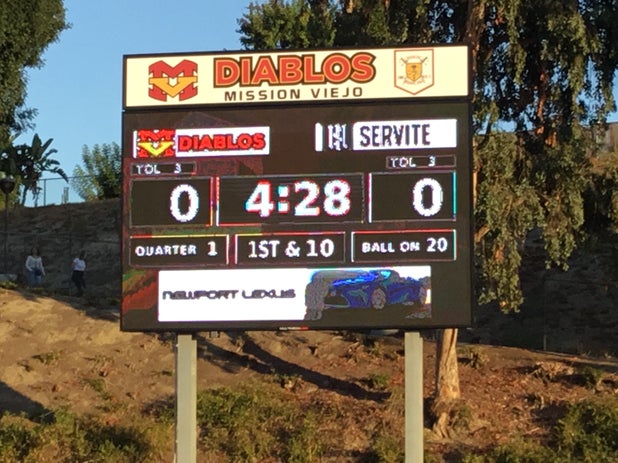 DIABLOS
MISSION VIEJO
DIABLOS SERVITE
TOL 3 TOL 3
0 4:28 0
QUARTER 1 1ST & 10 BALL ON 20
NEWPORT LEXUS